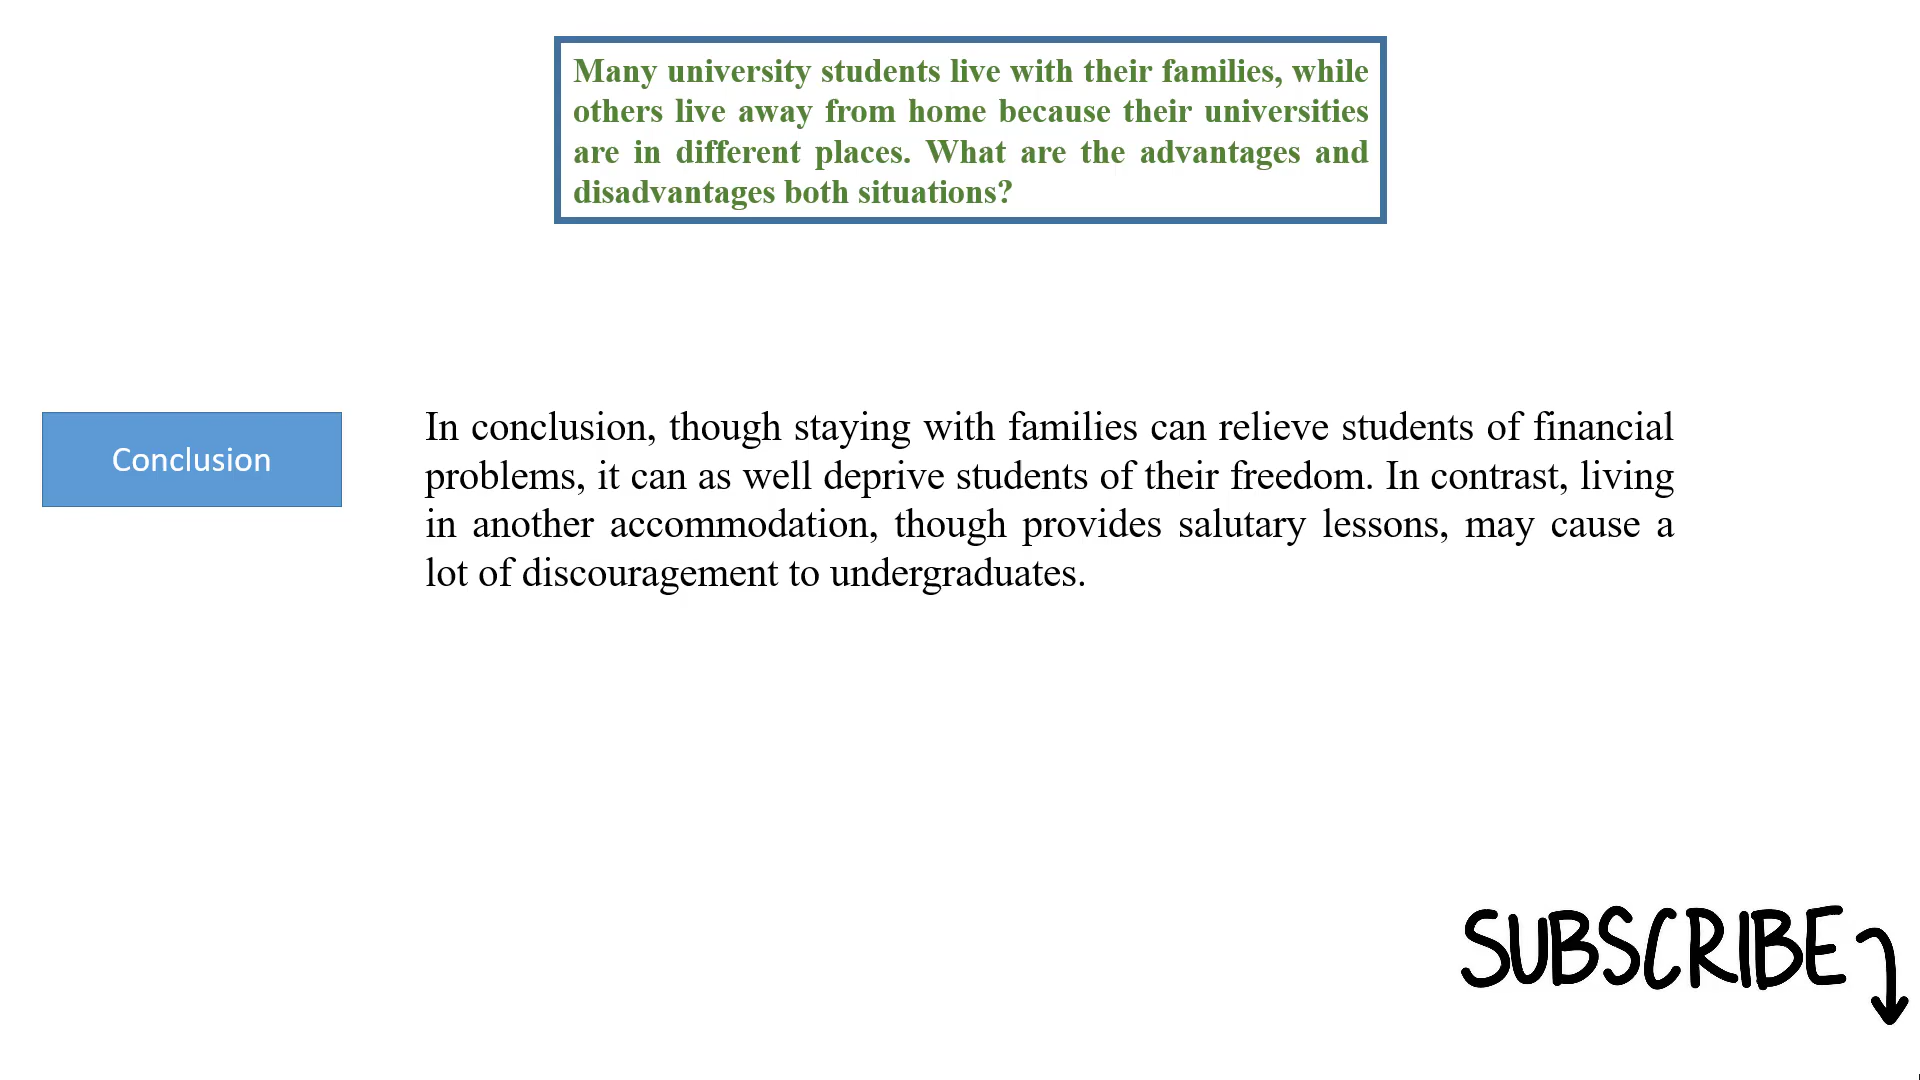 Many university students live with their families, while
others live away from home because their universities
are in different places. What are the advantages and
disadvantages both situations?
Conclusion
In conclusion, though staying with families can relieve students of financial
problems, it can as well deprive students of their freedom. In contrast, living
in another accommodation, though provides salutary lessons, may cause a
lot of discouragement to undergraduates.
SUBSCRIBE